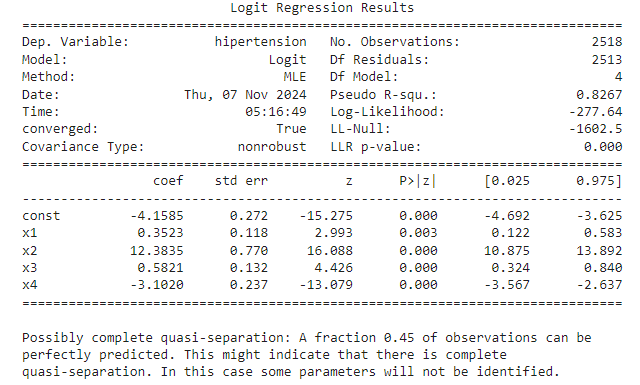 Logit Regression Results
==============================================================================
Dep. Variable: hipertension No. Observations: 2518
Model: Logit Df Residuals: 2513
Method: MLE Df Model: 4
Date: Thu, 07 Nov 2024 Pseudo R-squ.: 0.8267
Time: 05:16:49 Log-Likelihood: -277.64
converged: True LL-Null: -1602.5
Covariance Type: nonrobust LLR p-value: 0.000
==============================================================================
coef std err z P>|z| [0.025 0.975]
------------------------------------------------------------------------------
const -4.1585 0.272 -15.275 0.000 -4.692 -3.625
x1 0.3523 0.118 2.993 0.003 0.122 0.583
x2 12.3835 0.770 16.088 0.000 10.875 13.892
x3 0.5821 0.132 4.426 0.000 0.324 0.840
x4 -3.1020 0.237 -13.079 0.000 -3.567 -2.637
==============================================================================
Possibly complete quasi-separation: A fraction 0.45 of observations can be
perfectly predicted. This might indicate that there is complete
quasi-separation. In this case some parameters will not be identified.